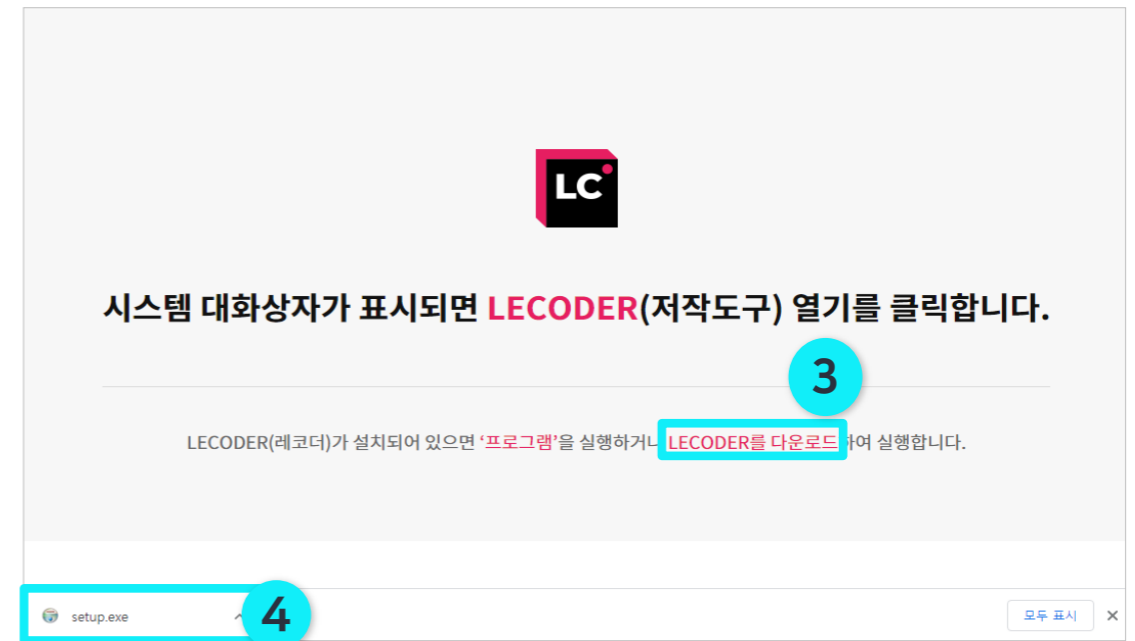 LC
시스템 대화상자가 표시되면 LECODER(저작도구) 열기를 클릭합니다.
3
LECODER(레코더)가 설치되어 있으면 ‘프로그램’을 실행하거나 LECODER를 다운로드하여 실행합니다.
setup.exe
4
모두 표시